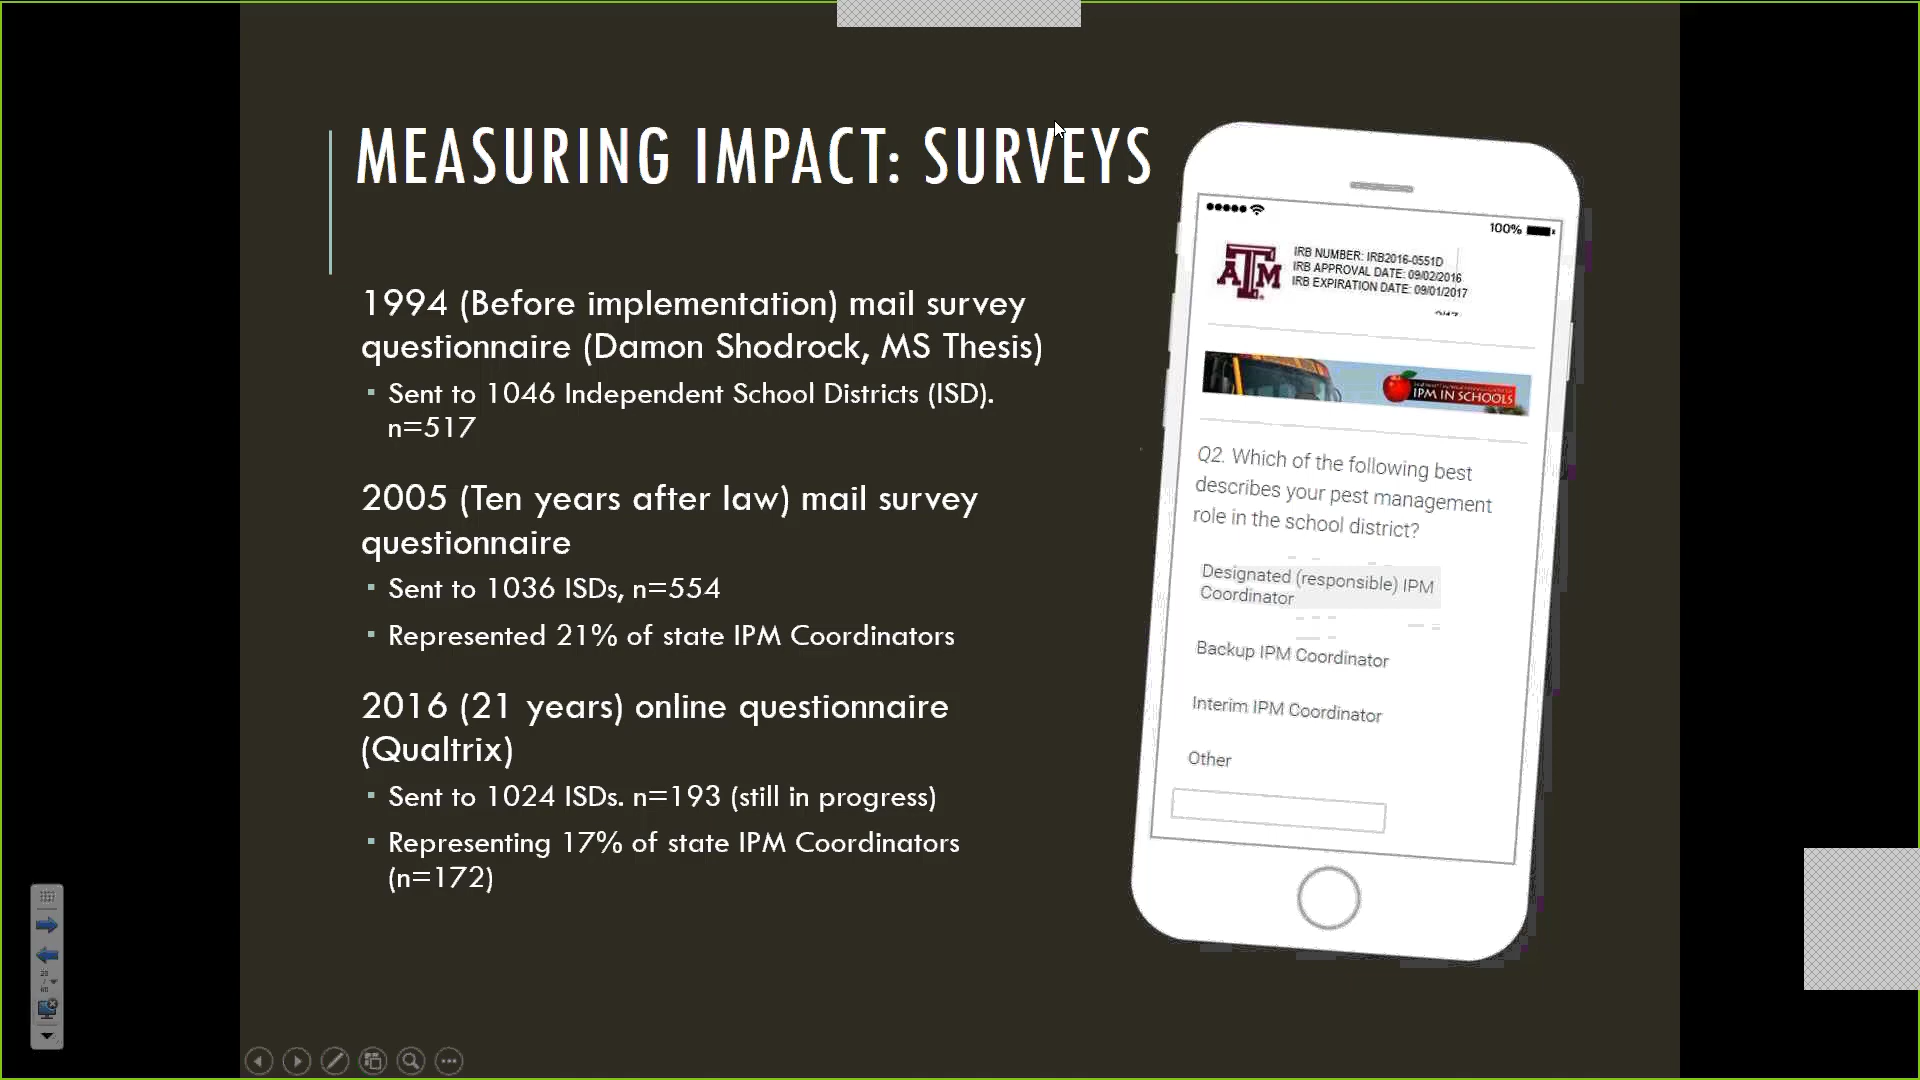 MEASURING IMPACT: SURVEYS
1994 (Before implementation) mail survey
questionnaire (Damon Shodrock, MS Thesis)
Sent to 1046 Independent School Districts (ISD).
n=517
2005 (Ten years after law) mail survey
questionnaire
Sent to 1036 ISDs, n=554
Represented 21% of state IPM Coordinators
2016 (21 years) online questionnaire
(Qualtrix)
Sent to 1024 ISDs. n=193 (still in progress)
Representing 17% of state IPM Coordinators
(n=172)
100%
ATM
IRB NUMBER: IRB2016-0551D
IRB APPROVAL DATE: 09/02/2016
IRB EXPIRATION DATE: 09/01/2017
IPM IN SCHOOLS
Q2. Which of the following best
describes your pest management
role in the school district?
Designated (responsible) IPM
Coordinator
Backup IPM Coordinator
Interim IPM Coordinator
Other